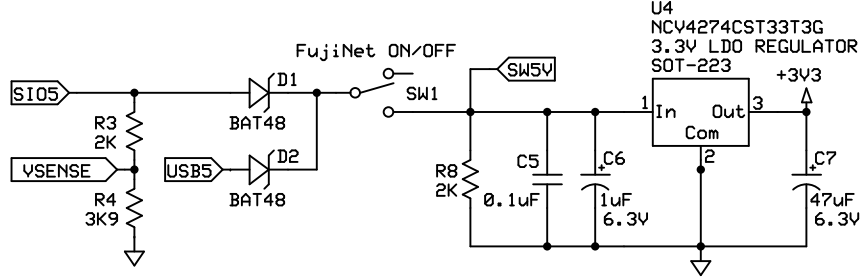 U4
NCV4274CST33T3G
3.3V LDO REGULATOR
SOT-223
FujiNet ON/OFF
SIO5
D1
BAT48
SW1
SW5V
+3V3
1
In
Out
3
Com
2
R3
2K
VSENSE
USB5
D2
BAT48
R4
3K9
R8
2K
C5
0.1uF
+
C6
1uF
6.3V
+
C7
47uF
6.3V